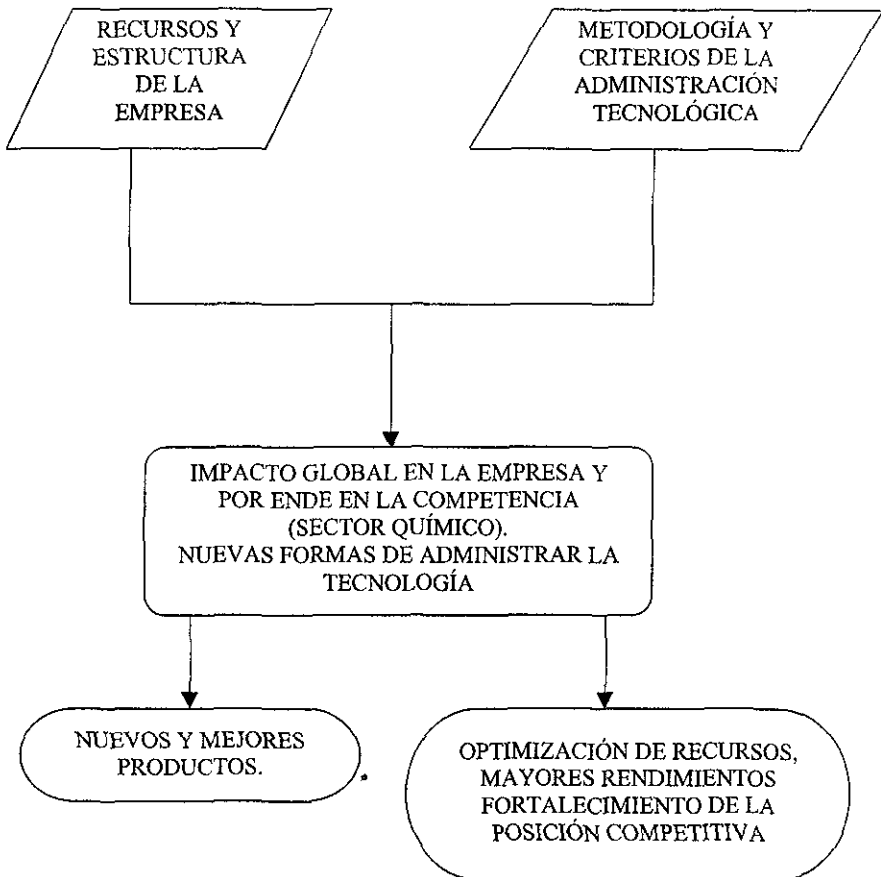 RECURSOS Y
ESTRUCTURA
DE LA
EMPRESA
METODOLOGÍA Y
CRITERIOS DE LA
ADMINISTRACIÓN
TECNOLÓGICA
IMPACTO GLOBAL EN LA EMPRESA Y
POR ENDE EN LA COMPETENCIA
(SECTOR QUÍMICO).
NUEVAS FORMAS DE ADMINISTRAR LA
TECNOLOGÍA
NUEVOS Y MEJORES
PRODUCTOS.
OPTIMIZACIÓN DE RECURSOS,
MAYORES RENDIMIENTOS
FORTALECIMIENTO DE LA
POSICIÓN COMPETITIVA